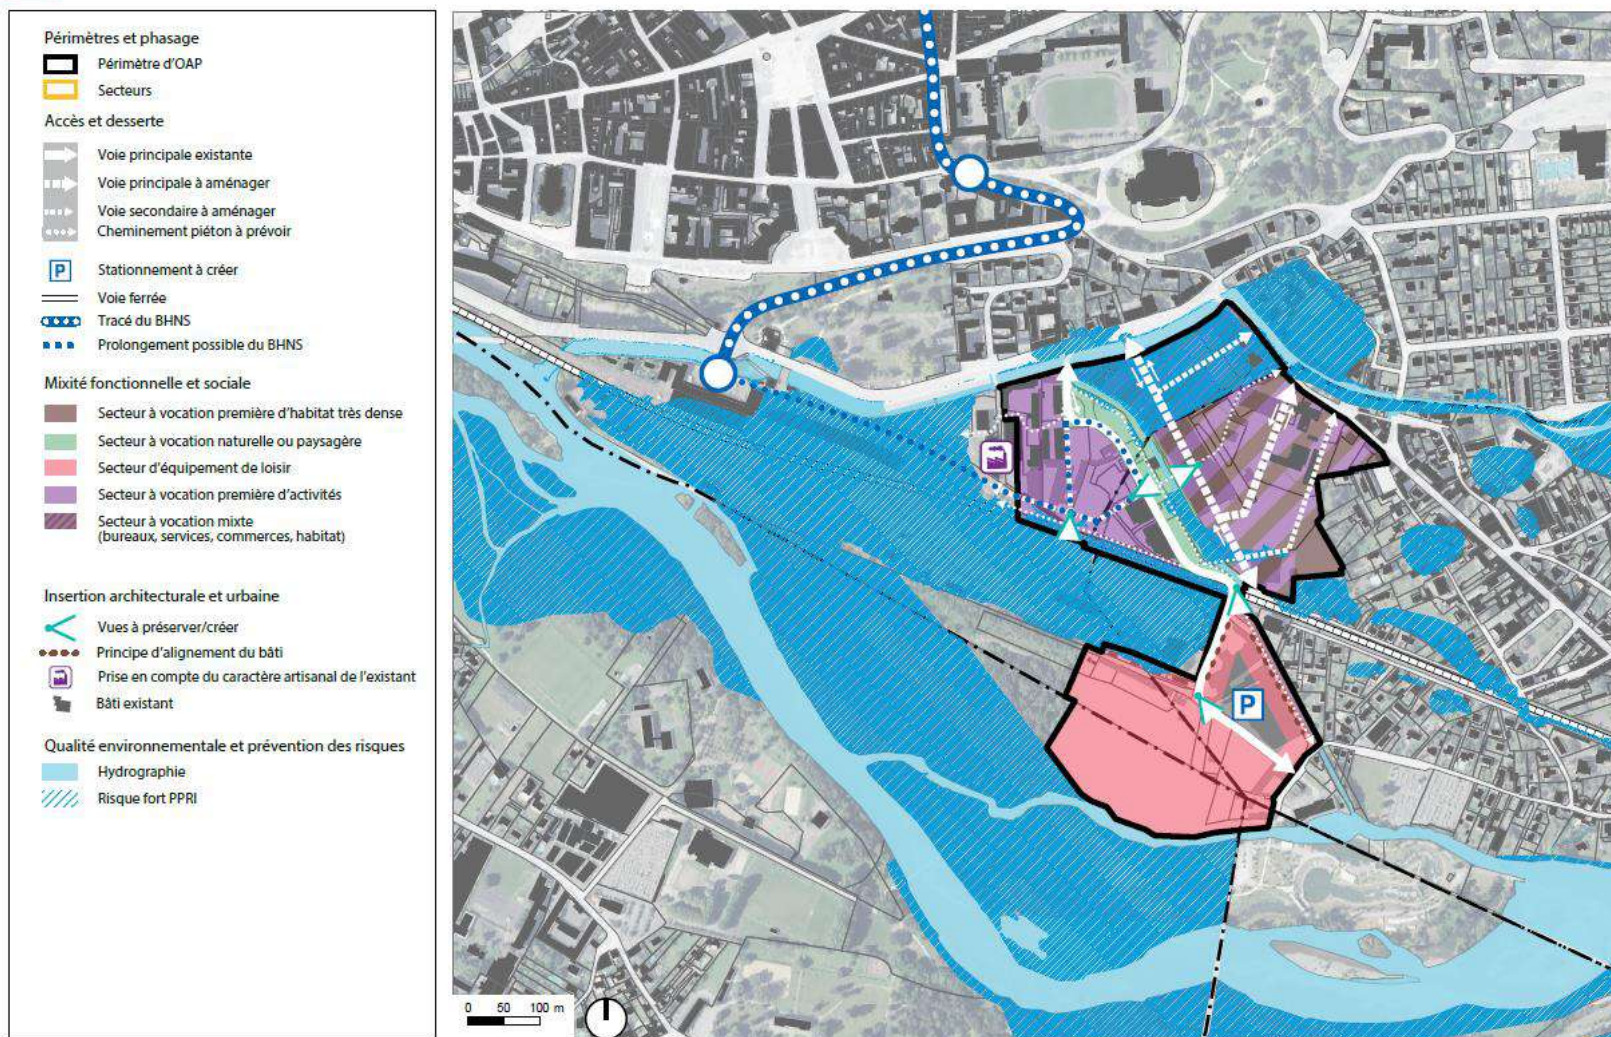 Périmètres et phasage
Périmètre d'OAP
Secteurs
Accès et desserte
Voie principale existante
Voie principale à aménager
Voie secondaire à aménager
Cheminement piéton à prévoir
P
Stationnement à créer
Voie ferrée
Tracé du BHNS
Prolongement possible du BHNS
Mixité fonctionnelle et sociale
Secteur à vocation première d'habitat très dense
Secteur à vocation naturelle ou paysagère
Secteur d'équipement de loisir
Secteur à vocation première d'activités
Secteur à vocation mixte
(bureaux, services, commerces, habitat)
Insertion architecturale et urbaine
Vues à préserver/créer
Principe d'alignement du bâti
Prise en compte du caractère artisanal de l'existant
Bâti existant
Qualité environnementale et prévention des risques
Hydrographie
Risque fort PPRI
P
0 50 100 m